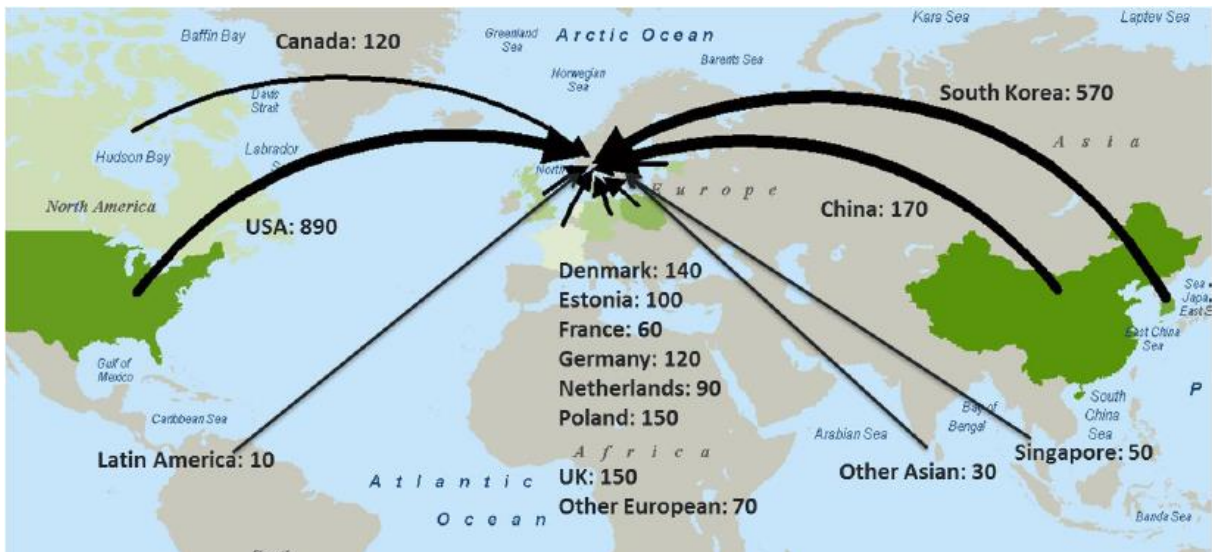 Kara Sea
Laptev Sea
Baffin Bay
Canada: 120
Greenland
Sea
Arctic Ocean
Barents Sea
Norwegian
Sea
Davis
Strait
South Korea: 570
Asia
Hudson Bay
Labrador
North
Europe
North America
USA: 890
China: 170
Denmark: 140
Estonia: 100
France: 60
Germany: 120
Netherlands: 90
Poland: 150
Africa
UK: 150
Other European: 70
Sea
Japa
East S
East China
Sea
Gulf of
Mexico
Caribbean Sea
South
China
Sea
P
Bay of
Bengal
Arabian Sea
Latin America: 10
Other Asian: 30
Singapore: 50
Atlantic
Ocean
Banda Sea